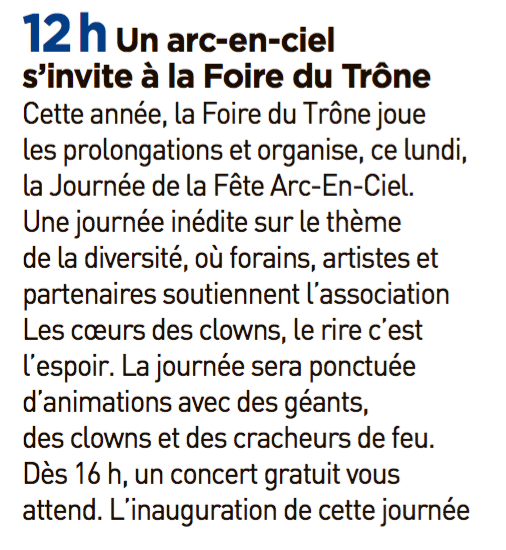 12 h Un arc-en-ciel
s’invite à la Foire du Trône
Cette année, la Foire du Trône joue
les prolongations et organise, ce lundi,
la Journée de la Fête Arc-En-Ciel.
Une journée inédite sur le thème
de la diversité, où forains, artistes et
partenaires soutiennent l’association
Les cœurs des clowns, le rire c’est
l’espoir. La journée sera ponctuée
d’animations avec des géants,
des clowns et des cracheurs de feu.
Dès 16 h, un concert gratuit vous
attend. L’inauguration de cette journée